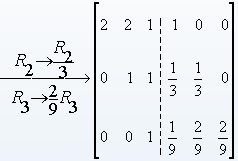 R₂→R₂/3
R₃→2/9 R₃
[ 2 2 1 | 1 0 0
0 1 1 | 1/3 1/3 0
0 0 1 | 1/9 2/9 2/9